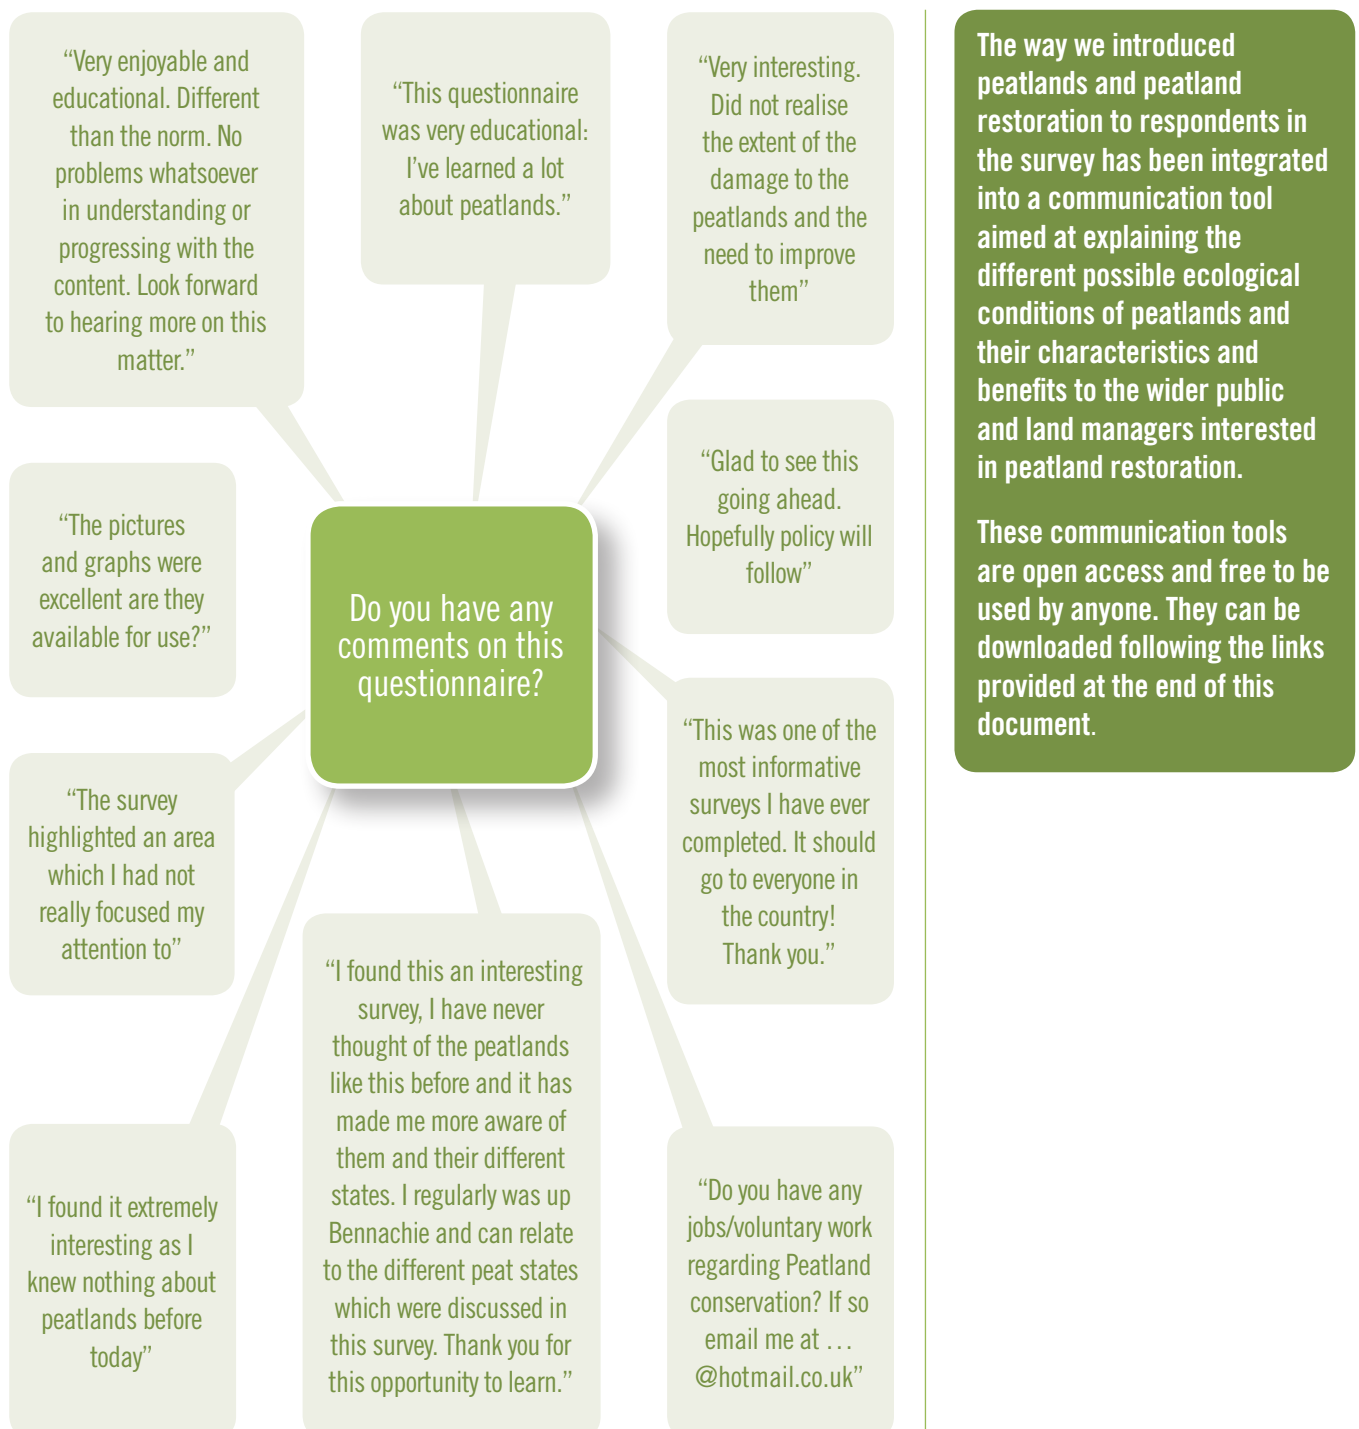 “Very enjoyable and
educational. Different
than the norm. No
problems whatsoever
in understanding or
progressing with the
content. Look forward
to hearing more on this
matter.”
“This questionnaire
was very educational:
I’ve learned a lot
about peatlands.”
“Very interesting.
Did not realise
the extent of the
damage to the
peatlands and the
need to improve
them”
“The pictures
and graphs were
excellent are they
available for use?”
Do you have any
comments on this
questionnaire?
“Glad to see this
going ahead.
Hopefully policy will
follow”
“The survey
highlighted an area
which I had not
really focused my
attention to”
“This was one of the
most informative
surveys I have ever
completed. It should
go to everyone in
the country!
Thank you.”
“I found it extremely
interesting as I
knew nothing about
peatlands before
today”
“I found this an interesting
survey, I have never
thought of the peatlands
like this before and it has
made me more aware of
them and their different
states. I regularly was up
Bennachie and can relate
to the different peat states
which were discussed in
this survey. Thank you for
this opportunity to learn.”
“Do you have any
jobs/voluntary work
regarding Peatland
conservation? If so
email me at …
@hotmail.co.uk”
The way we introduced
peatlands and peatland
restoration to respondents in
the survey has been integrated
into a communication tool
aimed at explaining the
different possible ecological
conditions of peatlands and
their characteristics and
benefits to the wider public
and land managers interested
in peatland restoration.
These communication tools
are open access and free to be
used by anyone. They can be
downloaded following the links
provided at the end of this
document.